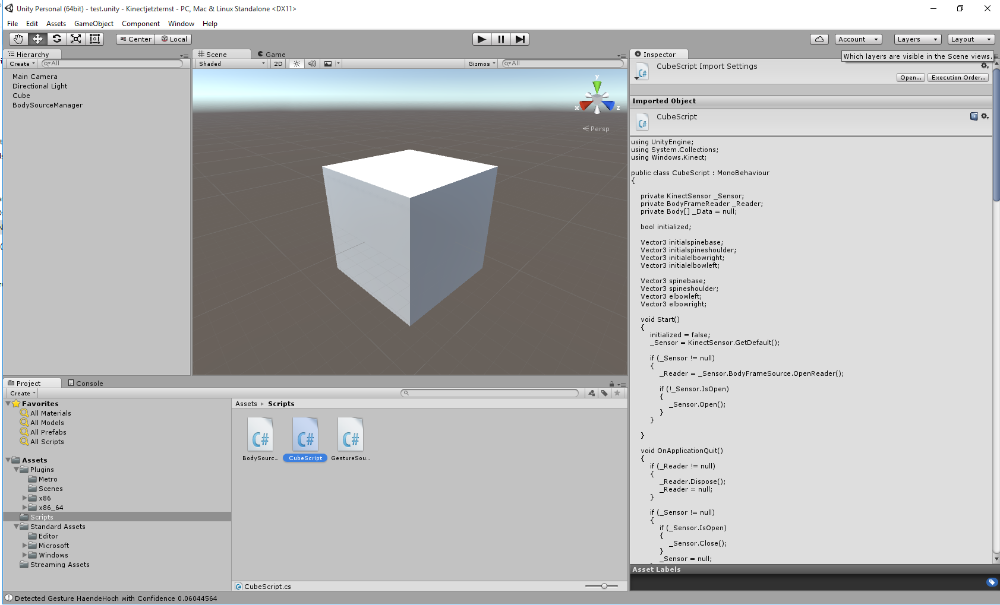 Unity Personal (64bit) - test.unity - Kinectjetzternst - PC, Mac & Linux Standalone <DX11>
File Edit Assets GameObject Component Window Help
Center Local
Account Layers Layout
Hierarchy
Create All
Main Camera
Directional Light
Cube
BodySourceManager
Scene Game
Shaded 2D Gizmos All
y
x z
Persp
Inspector
Which layers are visible in the Scene views.
CubeScript Import Settings
Open... Execution Order...
Imported Object
CubeScript
using UnityEngine;
using System.Collections;
using Windows.Kinect;
public class CubeScript : MonoBehaviour
{
private KinectSensor _Sensor;
private BodyFrameReader _Reader;
private Body[] _Data = null;
bool initialized;
Vector3 initialspinebase;
Vector3 initialspineshoulder;
Vector3 initialelbowright;
Vector3 initialelbowleft;
Vector3 spinebase;
Vector3 spineshoulder;
Vector3 elbowleft;
Vector3 elbowright;
void Start()
{
initialized = false;
_Sensor = KinectSensor.GetDefault();
if (_Sensor != null)
{
_Reader = _Sensor.BodyFrameSource.OpenReader();
if (!_Sensor.IsOpen)
{
_Sensor.Open();
}
}
}
void OnApplicationQuit()
{
if (_Reader != null)
{
_Reader.Dispose();
_Reader = null;
}
if (_Sensor != null)
{
if (_Sensor.IsOpen)
{
_Sensor.Close();
}
_Sensor = null;
Asset Labels
Project Console
Create
Favorites
All Materials
All Models
All Prefabs
All Scripts
Assets
Plugins
Metro
Scenes
x86
x86_64
Scripts
Standard Assets
Editor
Microsoft
Windows
Streaming Assets
Assets Scripts
C# C# C#
BodySourc... CubeScript GestureSou...
CubeScript.cs
Detected Gesture HaendeHoch with Confidence 0.06044564